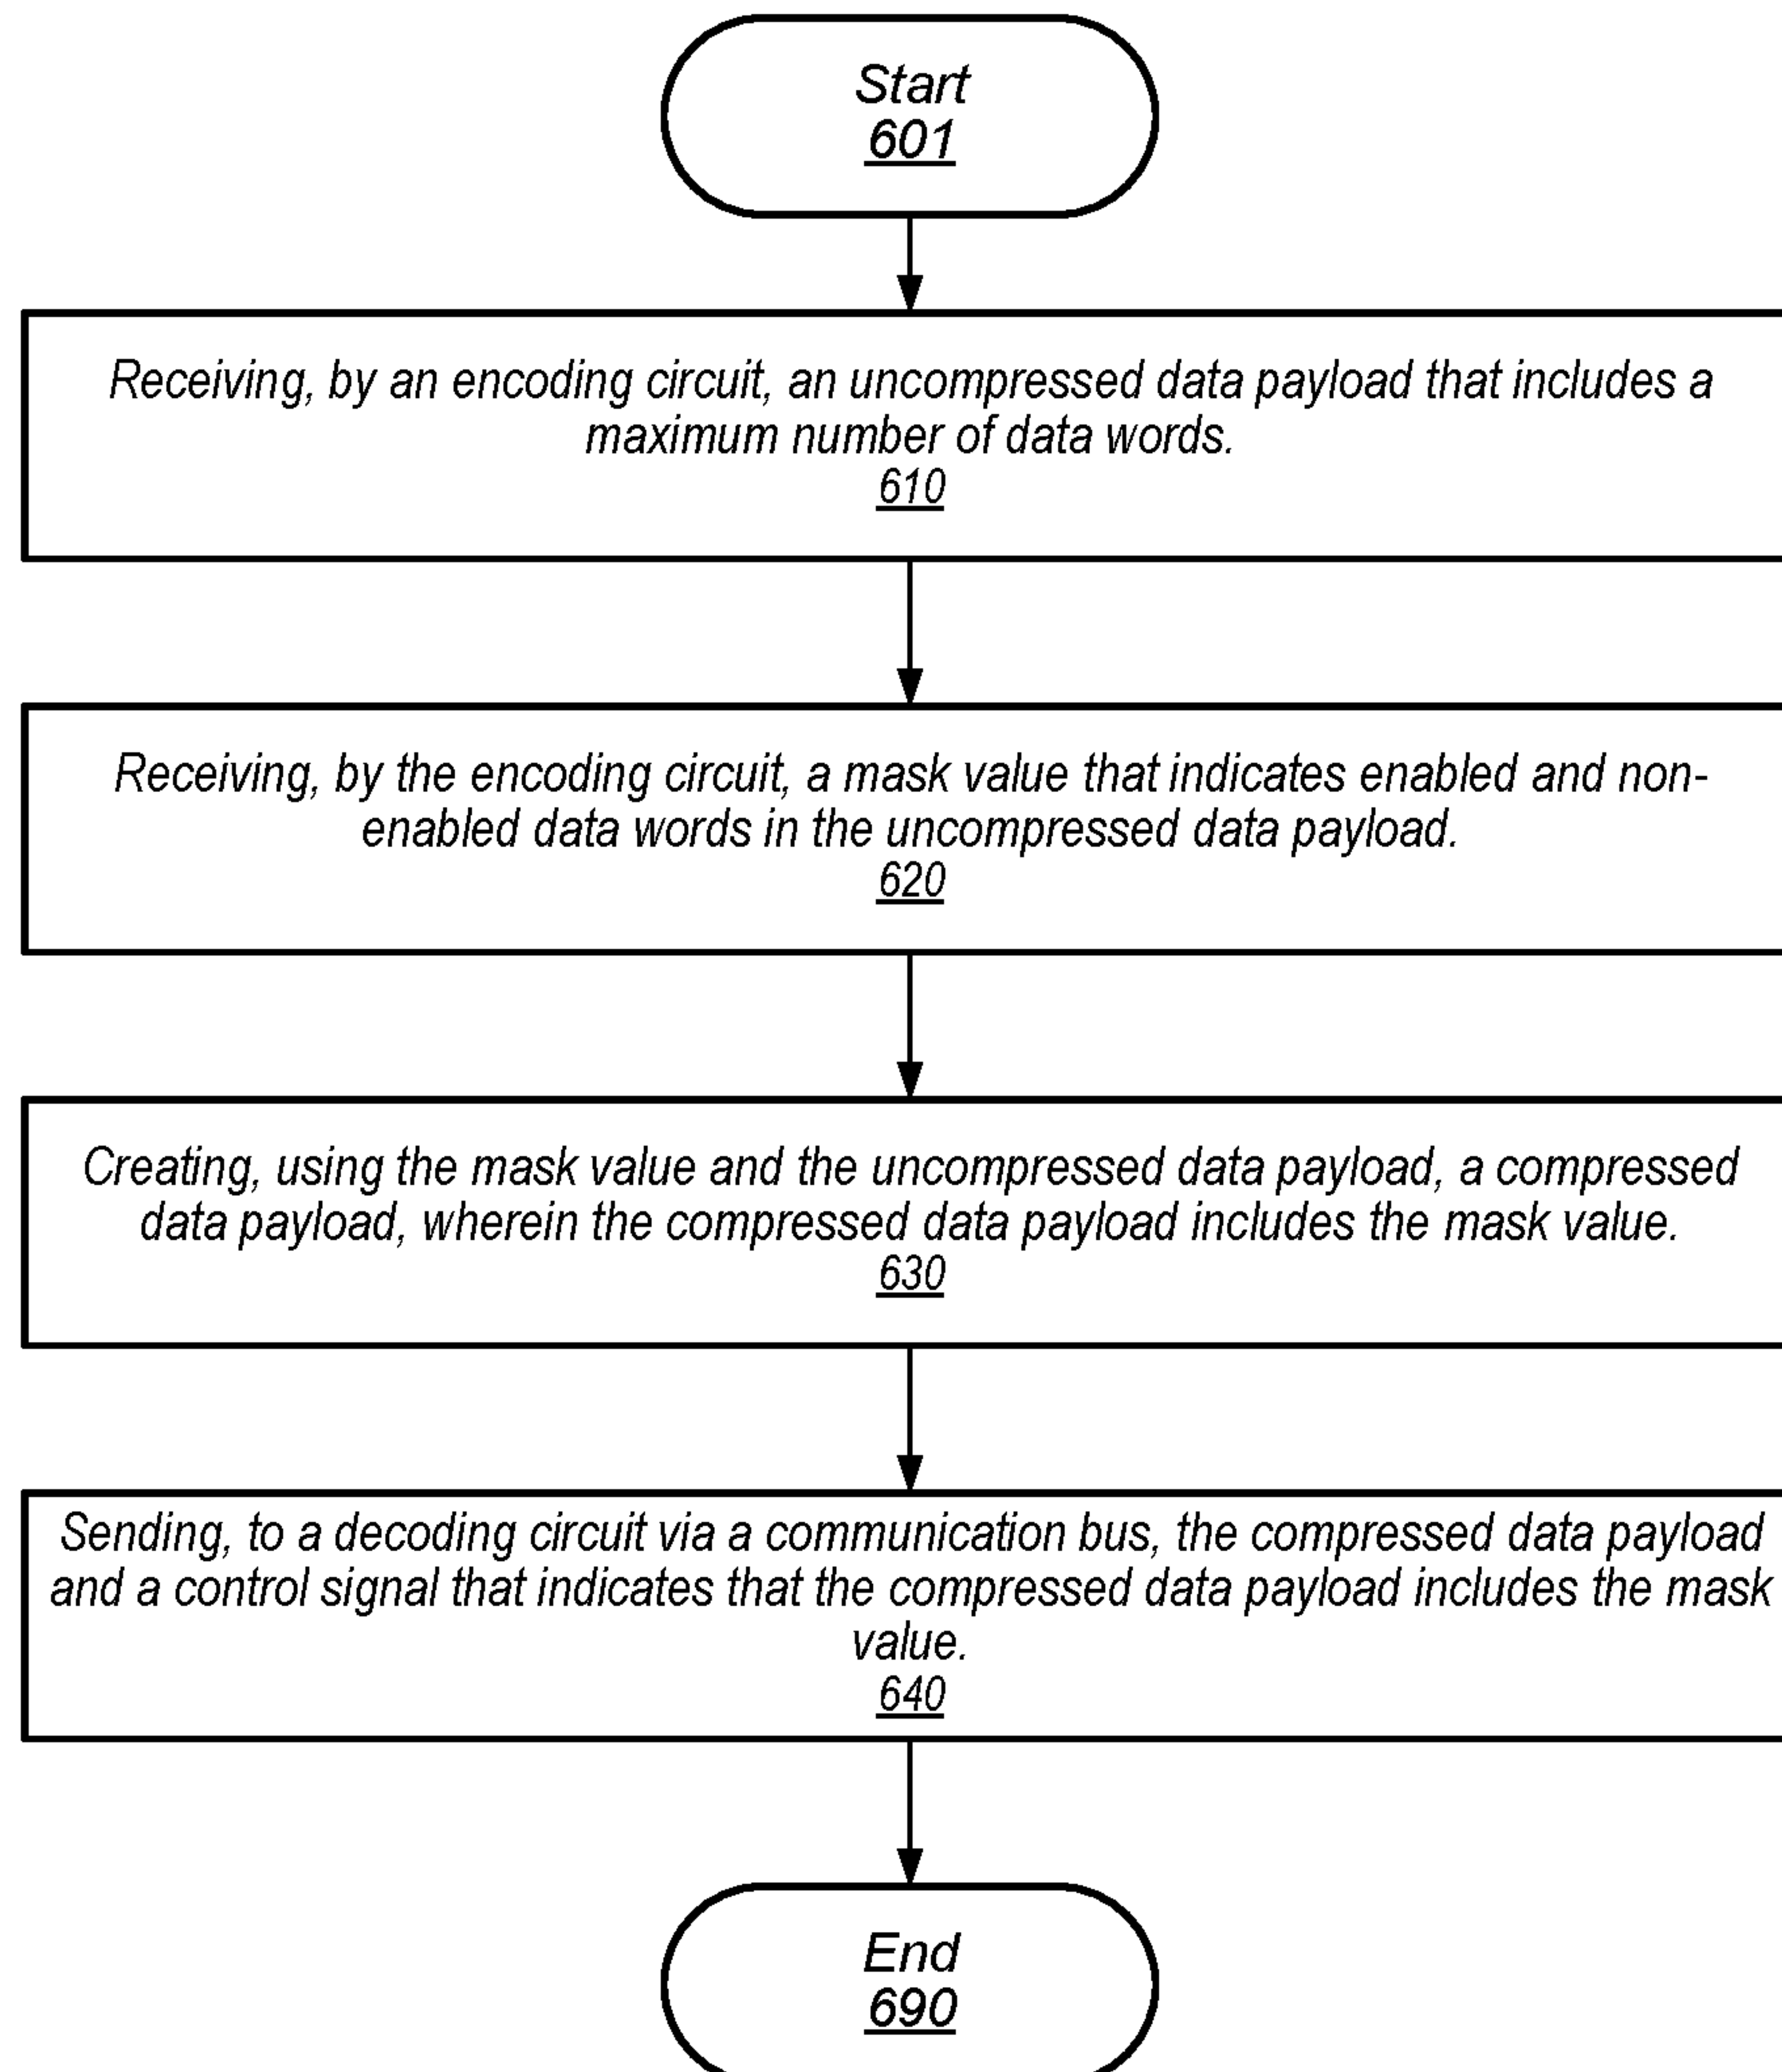 Start
601
Receiving, by an encoding circuit, an uncompressed data payload that includes a
maximum number of data words.
610
Receiving, by the encoding circuit, a mask value that indicates enabled and non-
enabled data words in the uncompressed data payload.
620
Creating, using the mask value and the uncompressed data payload, a compressed
data payload, wherein the compressed data payload includes the mask value.
630
Sending, to a decoding circuit via a communication bus, the compressed data payload
and a control signal that indicates that the compressed data payload includes the mask
value.
640
End
690